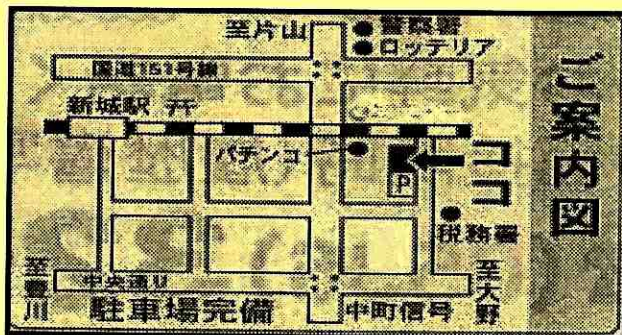 至片山
警察署
ロッテリア
国道151号線
新城駅
パチンコ
P
ココ
税務署
至豊川
中央通り
駐車場完備
中町信号
至大野
ご案内図